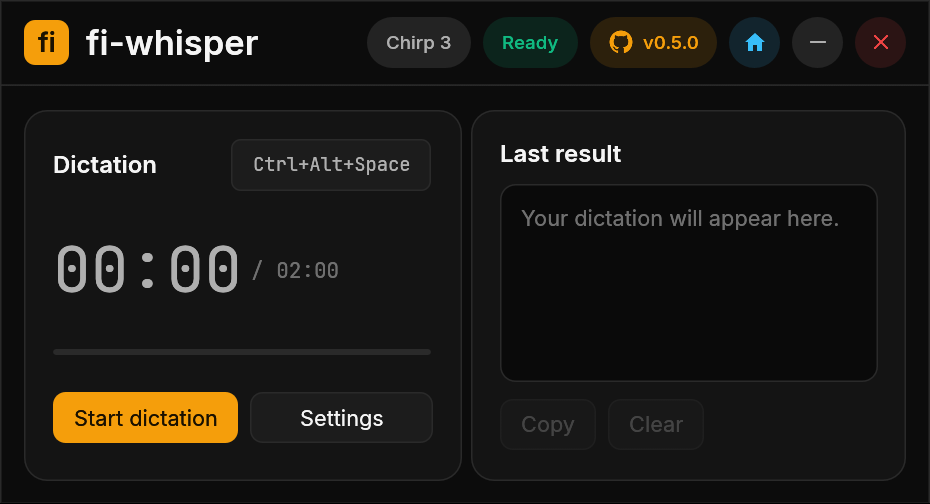 fi fi-whisper Chirp 3 Ready v0.5.0
Dictation Ctrl+Alt+Space
00:00 / 02:00
Start dictation Settings
Last result
Your dictation will appear here.
Copy Clear